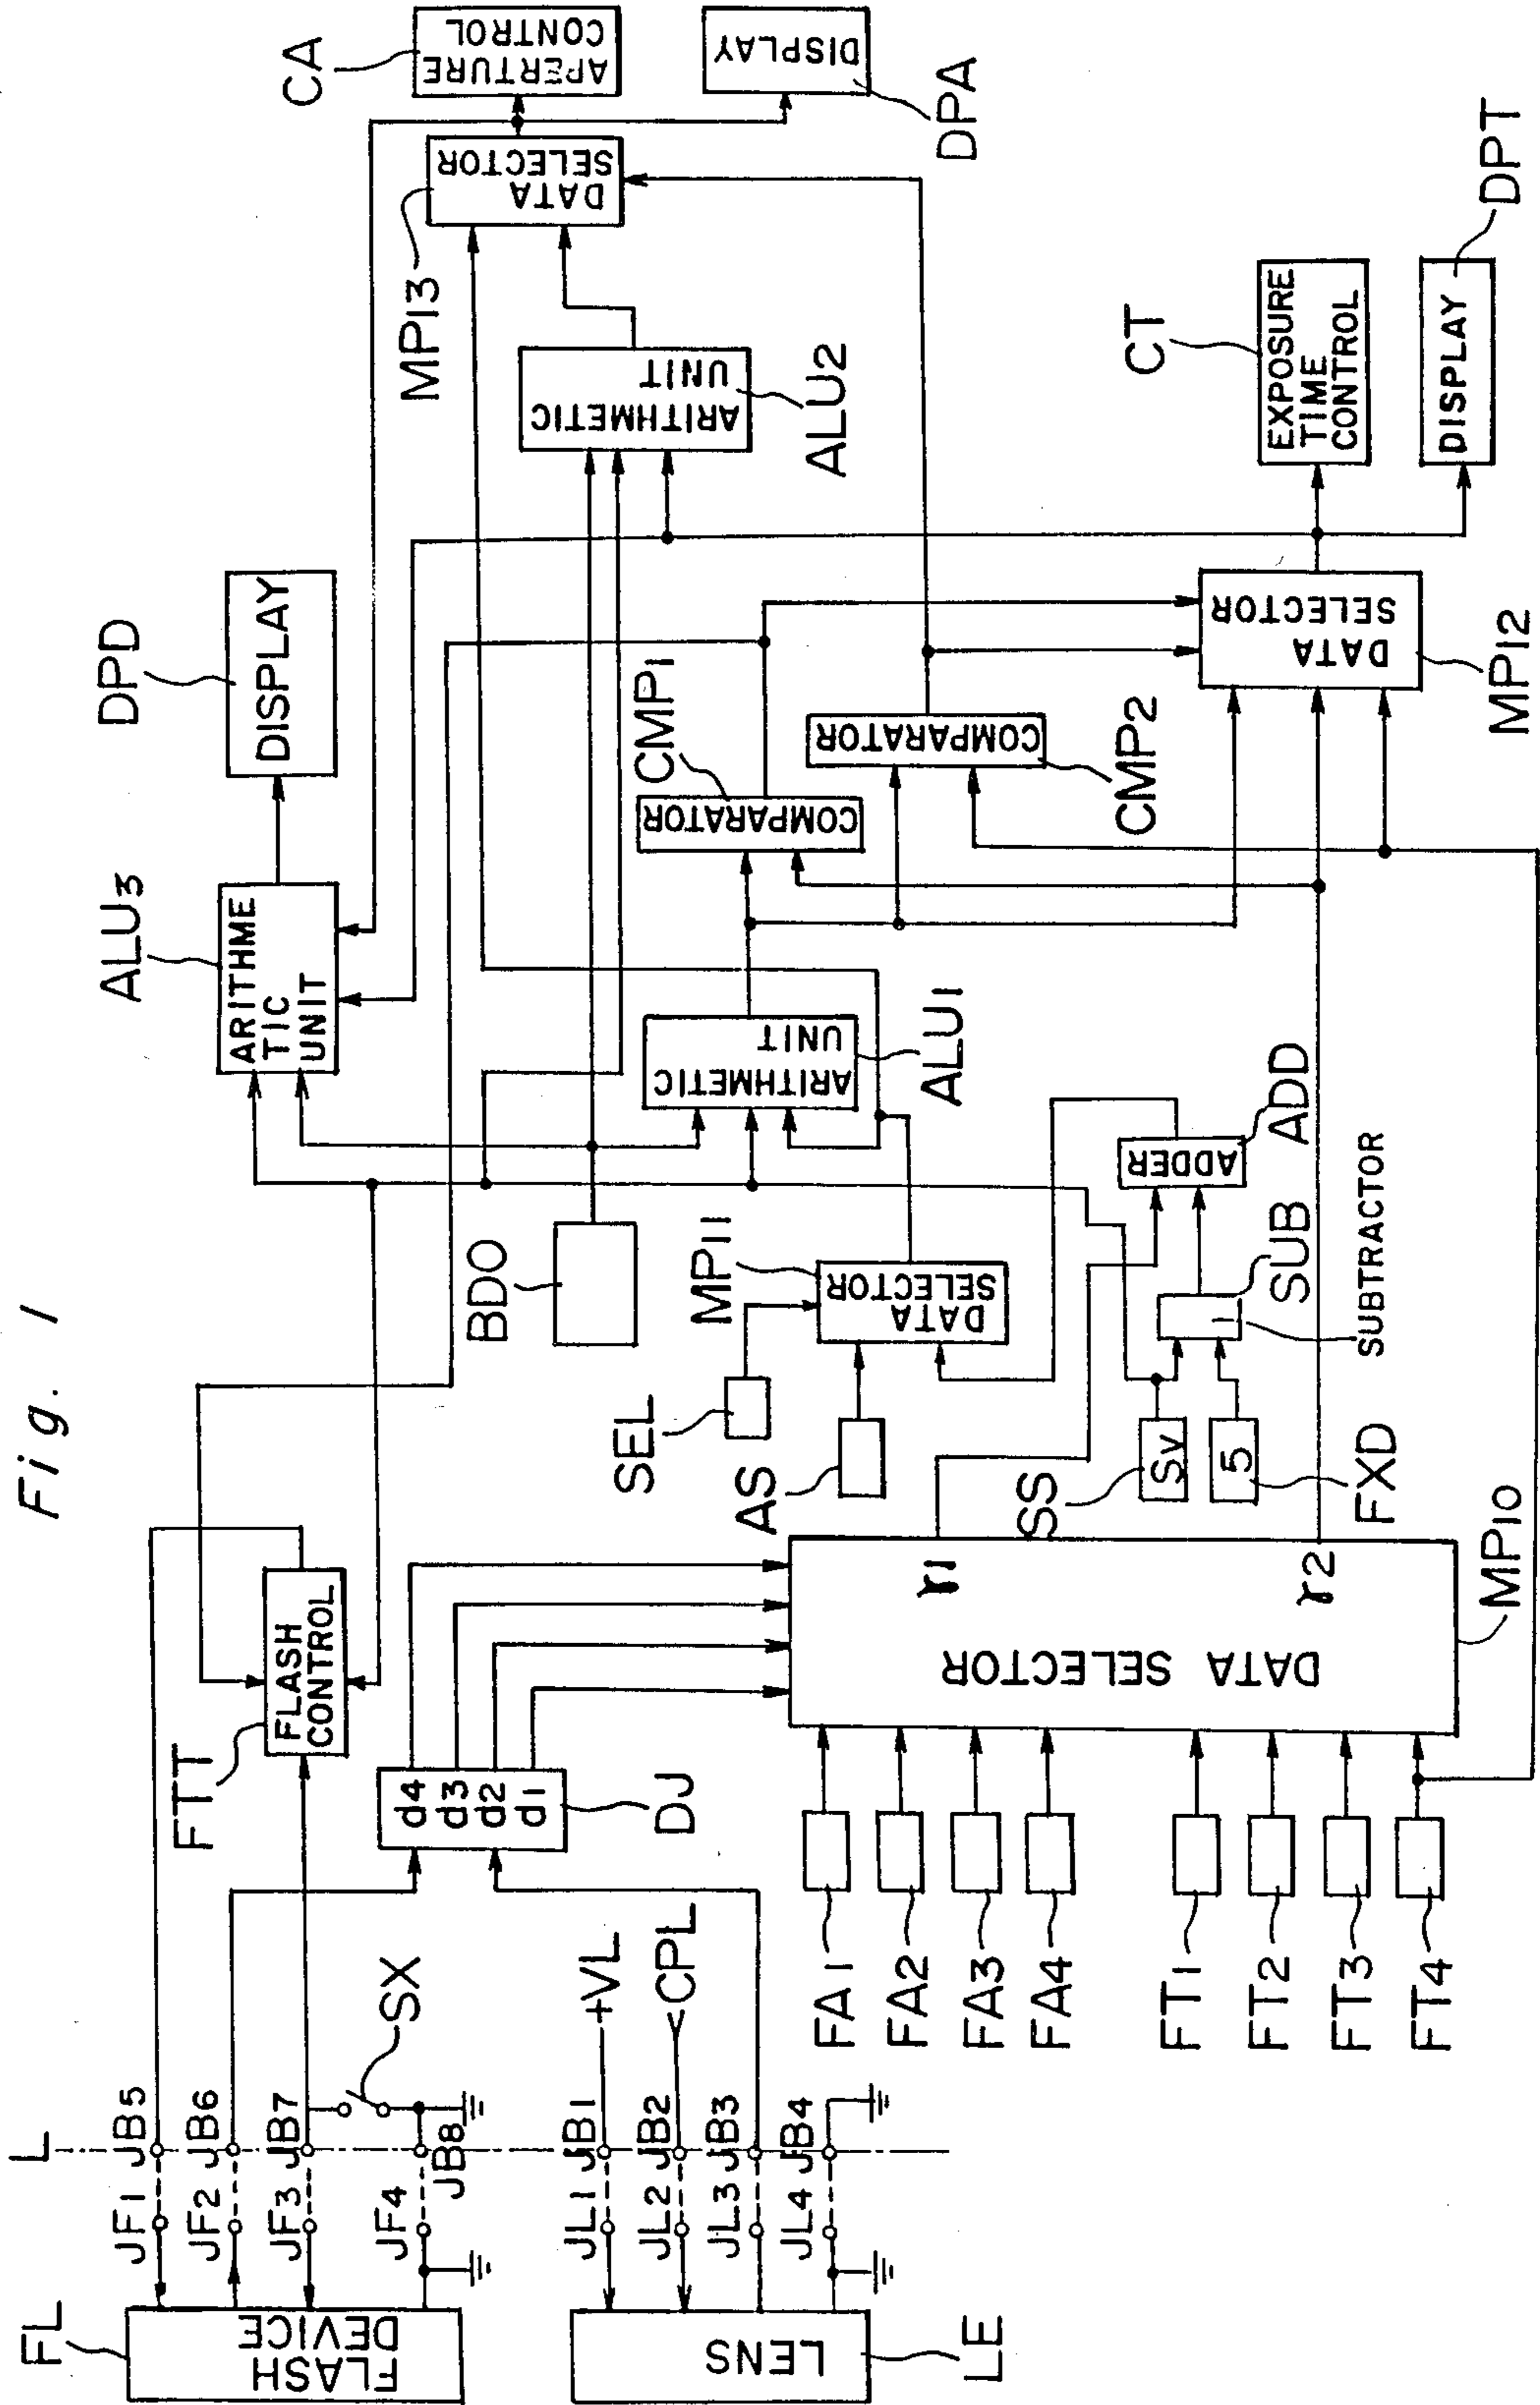 Fig. 1
FL
FLASH
DEVICE
JF1
JF2
JF3
JF4
L
JB5
JB6
JB7
JB8
SX
LE
LENS
JL1
JL2
JL3
JL4
JB1
JB2
JB3
JB4
+VL
CPL
FTT
FLASH
CONTROL
DJ
d4
d3
d2
d1
FA1
FA2
FA3
FA4
FT1
FT2
FT3
FT4
DATA SELECTOR
γ1
γ2
MP10
SEL
AS
SS
Sv
FXD
5
MP11
DATA
SELECTOR
SUB
SUBTRACTOR
ADDER
ADD
BDO
ALU1
ARITHMETIC
UNIT
ALU3
ARITHME
TIC
UNIT
DPD
DISPLAY
CMP1
COMPARATOR
CMP2
COMPARATOR
MP12
DATA
SELECTOR
ALU2
ARITHMETIC
UNIT
MP13
DATA
SELECTOR
CT
EXPOSURE
TIME
CONTROL
DPT
DISPLAY
CA
APERTURE
CONTROL
DPA
DISPLAY